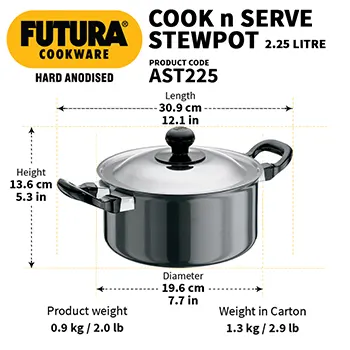 FUTURA®
COOKWARE
HARD ANODISED
COOK n SERVE
STEWPOT 2.25 LITRE
PRODUCT CODE
AST225
Length
30.9 cm
12.1 in
Height
13.6 cm
5.3 in
Diameter
19.6 cm
7.7 in
Product weight
0.9 kg / 2.0 lb
Weight in Carton
1.3 kg / 2.9 lb